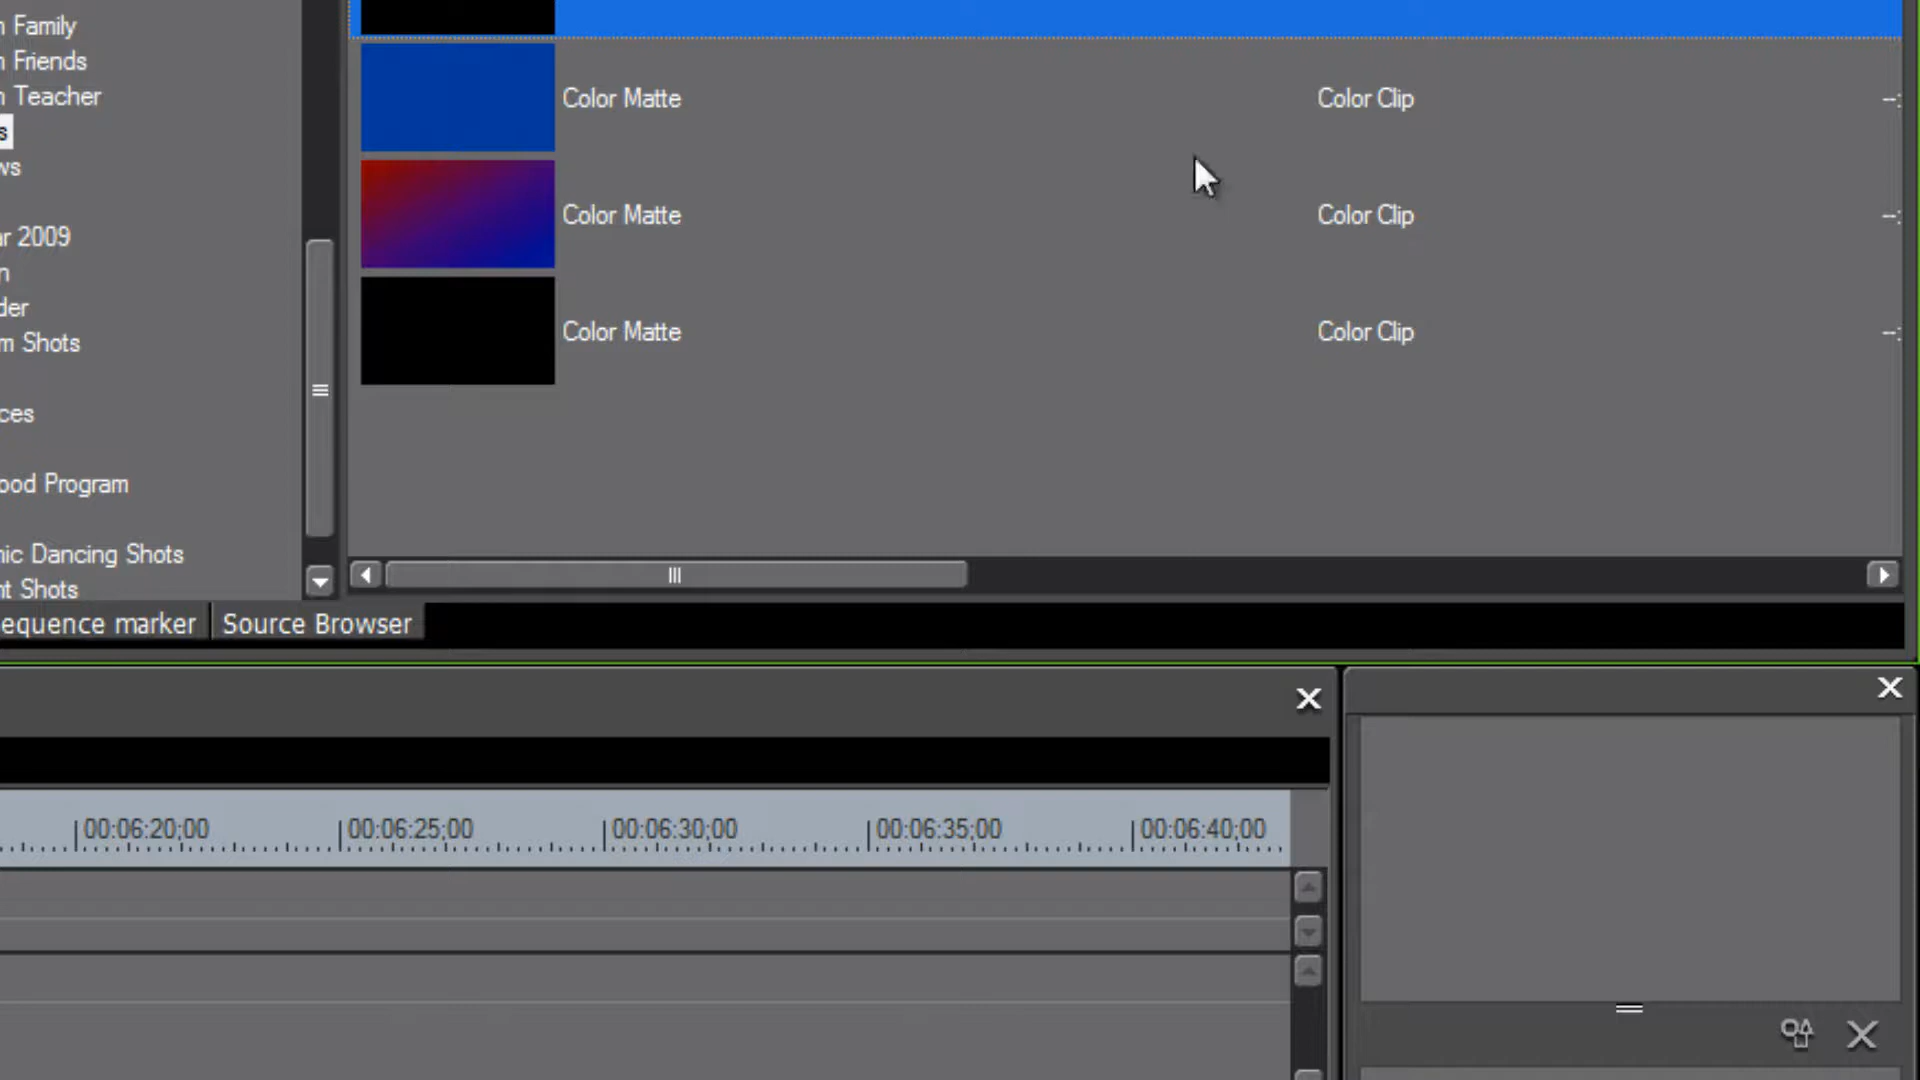 Family
Friends
Teacher
2009
Shots
Program
Dancing Shots
Shots
Color Matte Color Clip
Color Matte Color Clip
Color Matte Color Clip
marker Source Browser
00:06:20;00 00:06:25;00 00:06:30;00 00:06:35;00 00:06:40;00